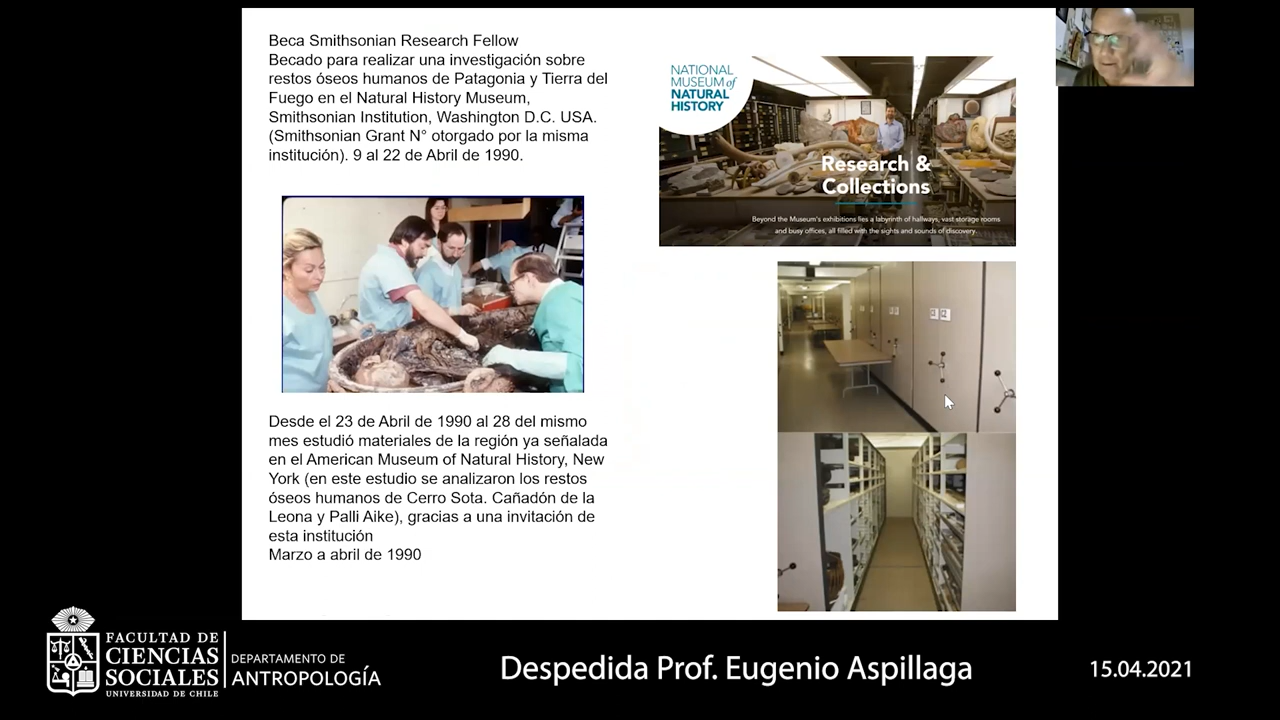 Beca Smithsonian Research Fellow
Becado para realizar una investigación sobre
restos óseos humanos de Patagonia y Tierra del
Fuego en el Natural History Museum,
Smithsonian Institution, Washington D.C. USA.
(Smithsonian Grant N° otorgado por la misma
institución). 9 al 22 de Abril de 1990.
NATIONAL
MUSEUM of
NATURAL
HISTORY
Research &
Collections
Beyond the Museum's exhibitions lies a labyrinth of hallways, vast storage rooms
and busy offices, all filled with the sights and sounds of discovery.
Desde el 23 de Abril de 1990 al 28 del mismo
mes estudió materiales de la región ya señalada
en el American Museum of Natural History, New
York (en este estudio se analizaron los restos
óseos humanos de Cerro Sota. Cañadón de la
Leona y Palli Aike), gracias a una invitación de
esta institución
Marzo a abril de 1990
FACULTAD DE
CIENCIAS
SOCIALES
UNIVERSIDAD DE CHILE
DEPARTAMENTO DE
ANTROPOLOGÍA
Despedida Prof. Eugenio Aspillaga
15.04.2021